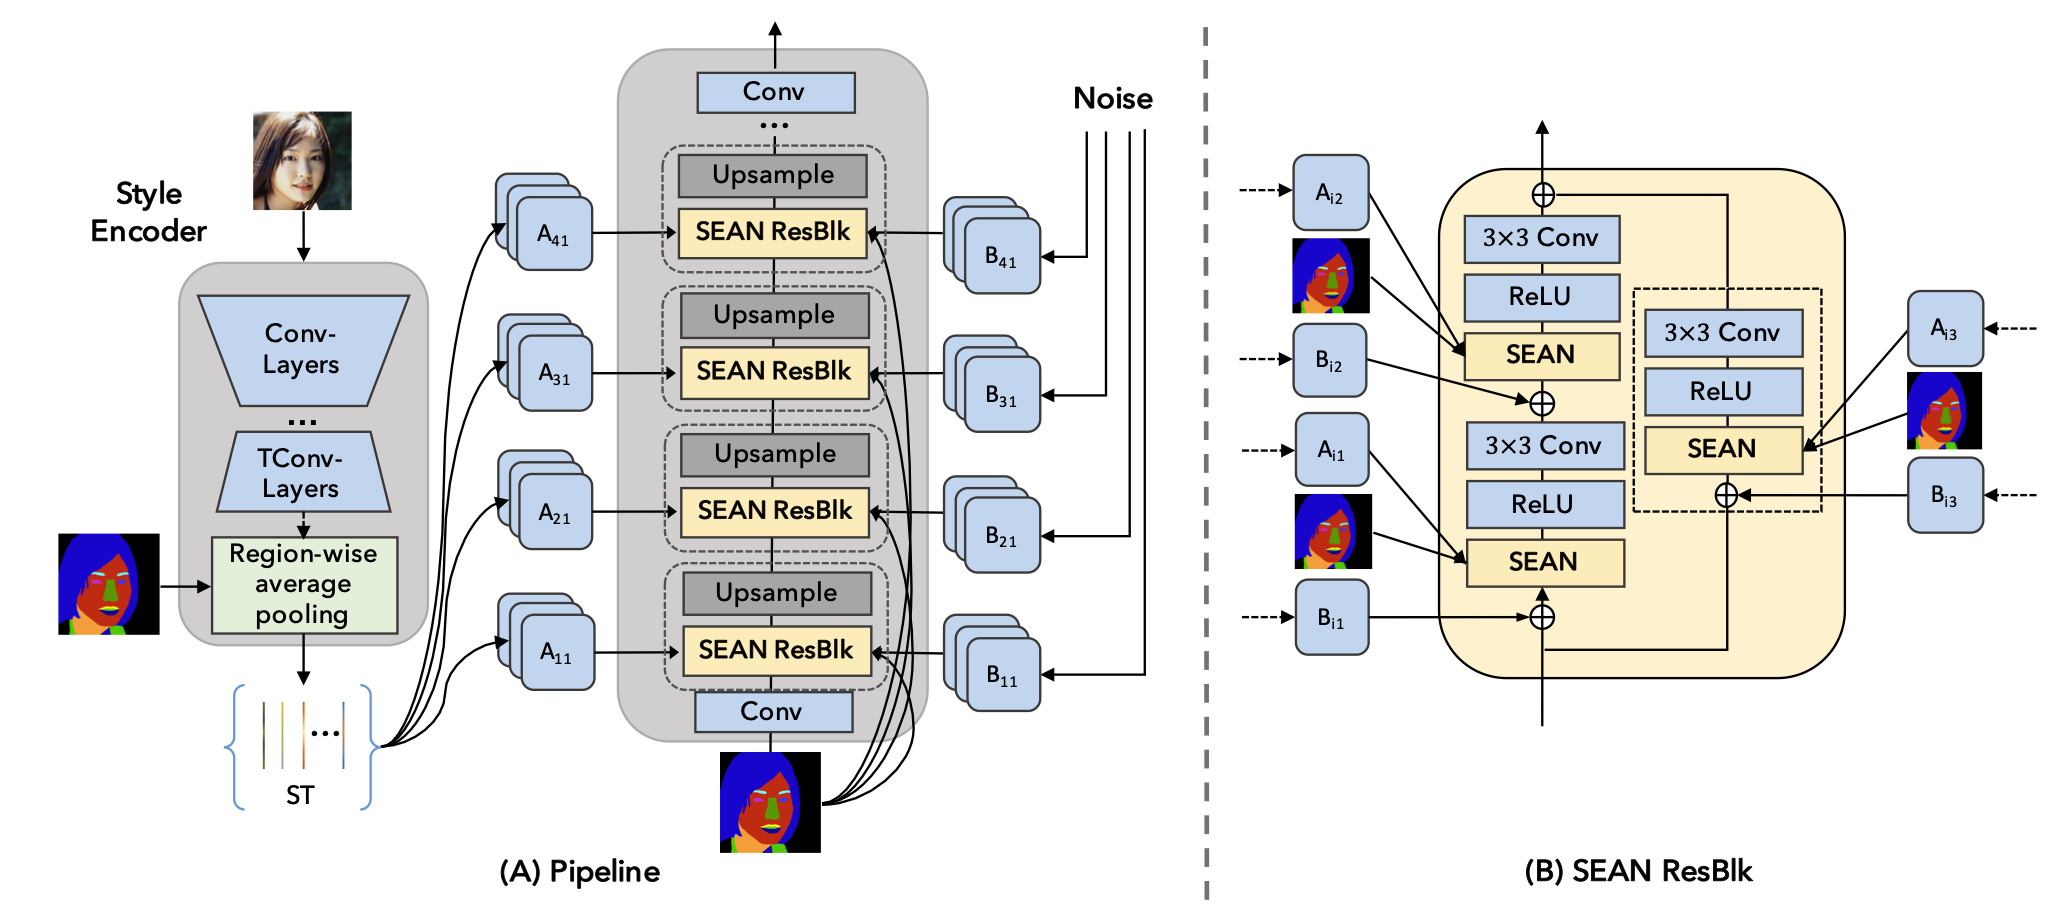 Style
Encoder
Conv-
Layers
...
TConv-
Layers
Region-wise
average
pooling
...
ST
A41
A31
A21
A11
Conv
...
Upsample
SEAN ResBlk
Upsample
SEAN ResBlk
Upsample
SEAN ResBlk
Upsample
SEAN ResBlk
Conv
Noise
B41
B31
B21
B11
(A) Pipeline
Ai2
Bi2
Ai1
Bi1
3×3 Conv
ReLU
SEAN
3×3 Conv
ReLU
SEAN
3×3 Conv
ReLU
SEAN
Ai3
Bi3
(B) SEAN ResBlk